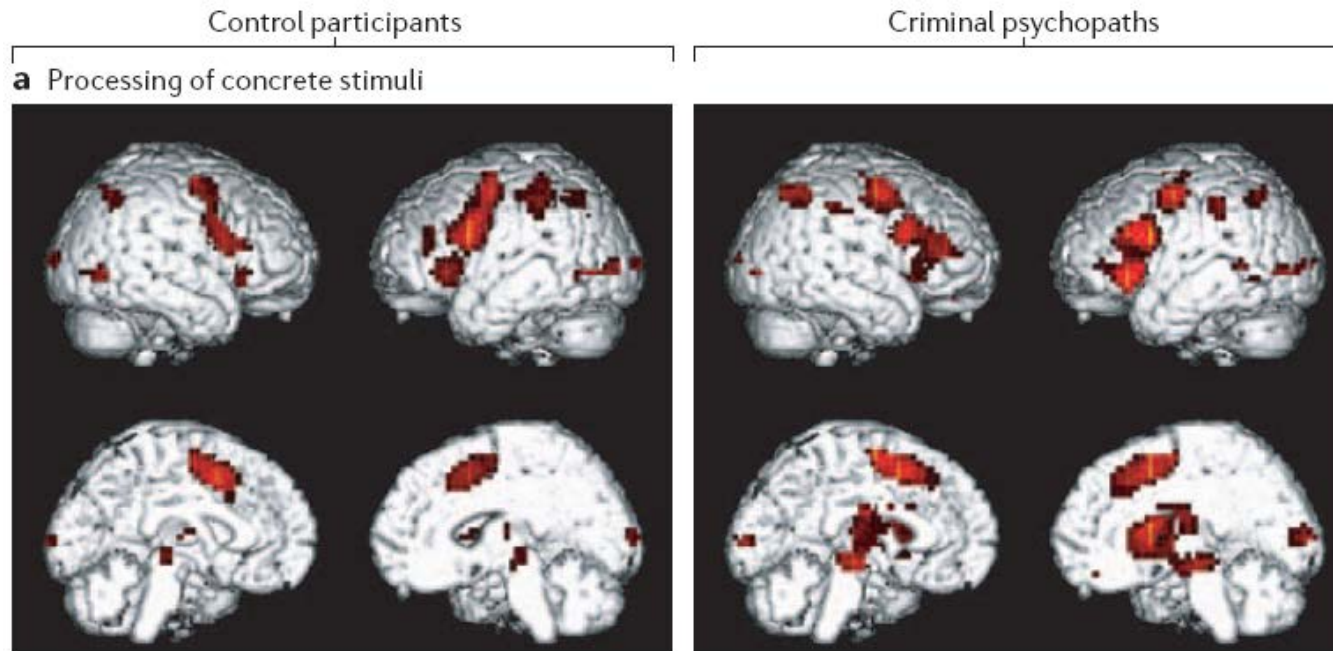 Control participants
Criminal psychopaths
a Processing of concrete stimuli